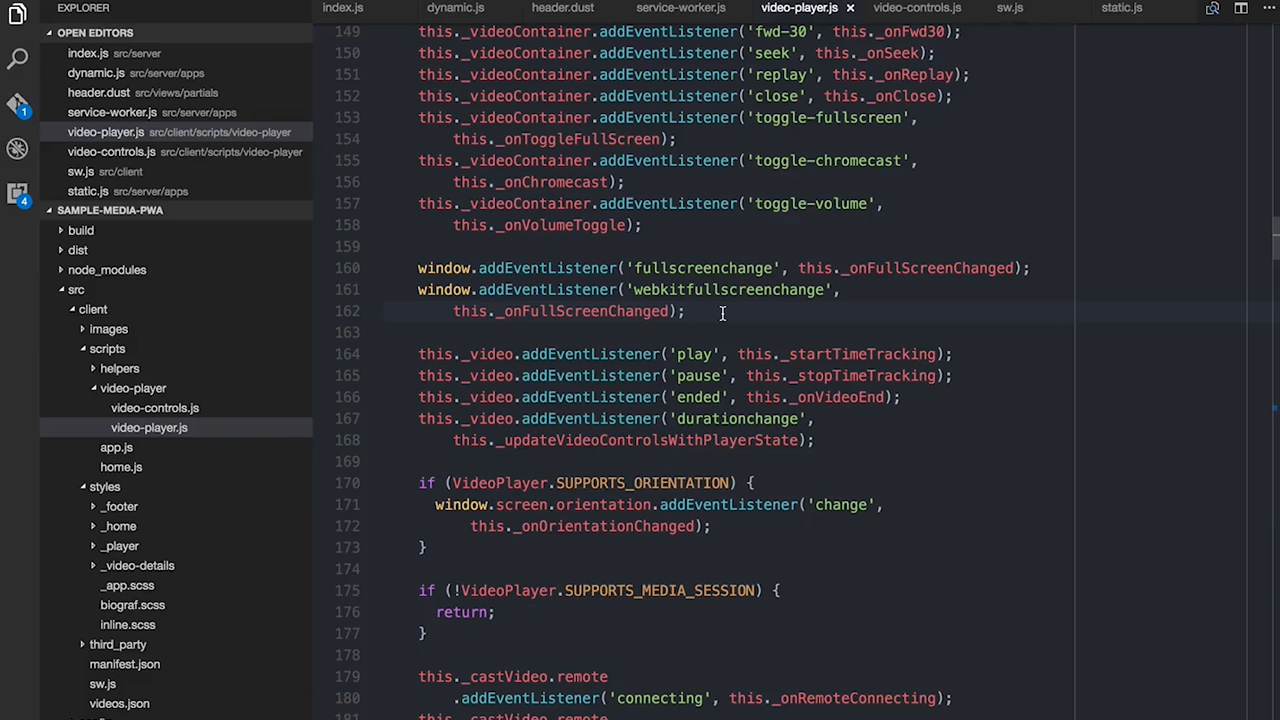 index.js
dynamic.js
header.dust
service-worker.js
video-player.js
video-controls.js
sw.js
static.js
EXPLORER
OPEN EDITORS
index.js src/server
dynamic.js src/server/apps
header.dust src/views/partials
service-worker.js src/server/apps
video-player.js src/client/scripts/video-player
video-controls.js src/client/scripts/video-player
sw.js src/client
static.js src/server/apps
SAMPLE-MEDIA-PWA
build
dist
node_modules
src
client
images
scripts
helpers
video-player
video-controls.js
video-player.js
app.js
home.js
styles
_footer
_home
_player
_video-details
_app.scss
biograf.scss
inline.scss
third_party
manifest.json
sw.js
videos.json
1
4
149 this._videoContainer.addEventListener('fwd-30', this._onFwd30);
150 this._videoContainer.addEventListener('seek', this._onSeek);
151 this._videoContainer.addEventListener('replay', this._onReplay);
152 this._videoContainer.addEventListener('close', this._onClose);
153 this._videoContainer.addEventListener('toggle-fullscreen',
154 this._onToggleFullScreen);
155 this._videoContainer.addEventListener('toggle-chromecast',
156 this._onChromecast);
157 this._videoContainer.addEventListener('toggle-volume',
158 this._onVolumeToggle);
159
160 window.addEventListener('fullscreenchange', this._onFullScreenChanged);
161 window.addEventListener('webkitfullscreenchange',
162 this._onFullScreenChanged);
163
164 this._video.addEventListener('play', this._startTimeTracking);
165 this._video.addEventListener('pause', this._stopTimeTracking);
166 this._video.addEventListener('ended', this._onVideoEnd);
167 this._video.addEventListener('durationchange',
168 this._updateVideoControlsWithPlayerState);
169
170 if (VideoPlayer.SUPPORTS_ORIENTATION) {
171 window.screen.orientation.addEventListener('change',
172 this._onOrientationChanged);
173 }
174
175 if (!VideoPlayer.SUPPORTS_MEDIA_SESSION) {
176 return;
177 }
178
179 this._castVideo.remote
180 .addEventListener('connecting', this._onRemoteConnecting);
181 this._castVideo.remote